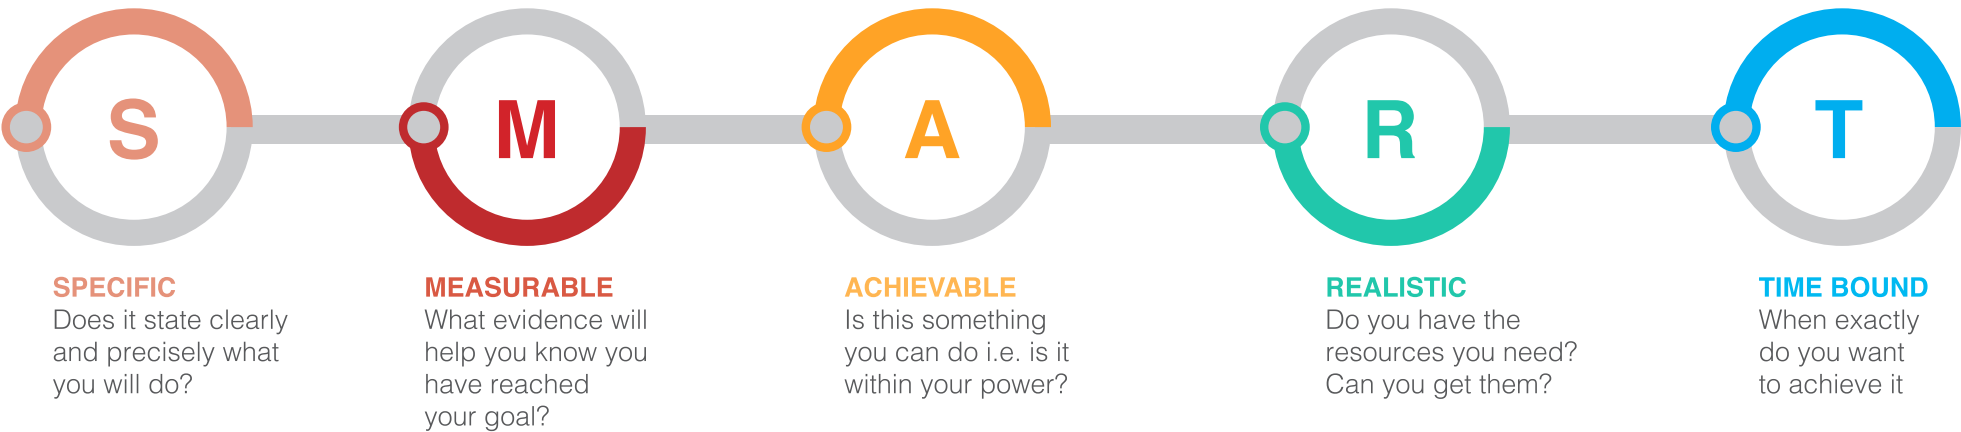 S
M
A
R
T
SPECIFIC
Does it state clearly
and precisely what
you will do?
MEASURABLE
What evidence will
help you know you
have reached
your goal?
ACHIEVABLE
Is this something
you can do i.e. is it
within your power?
REALISTIC
Do you have the
resources you need?
Can you get them?
TIME BOUND
When exactly
do you want
to achieve it